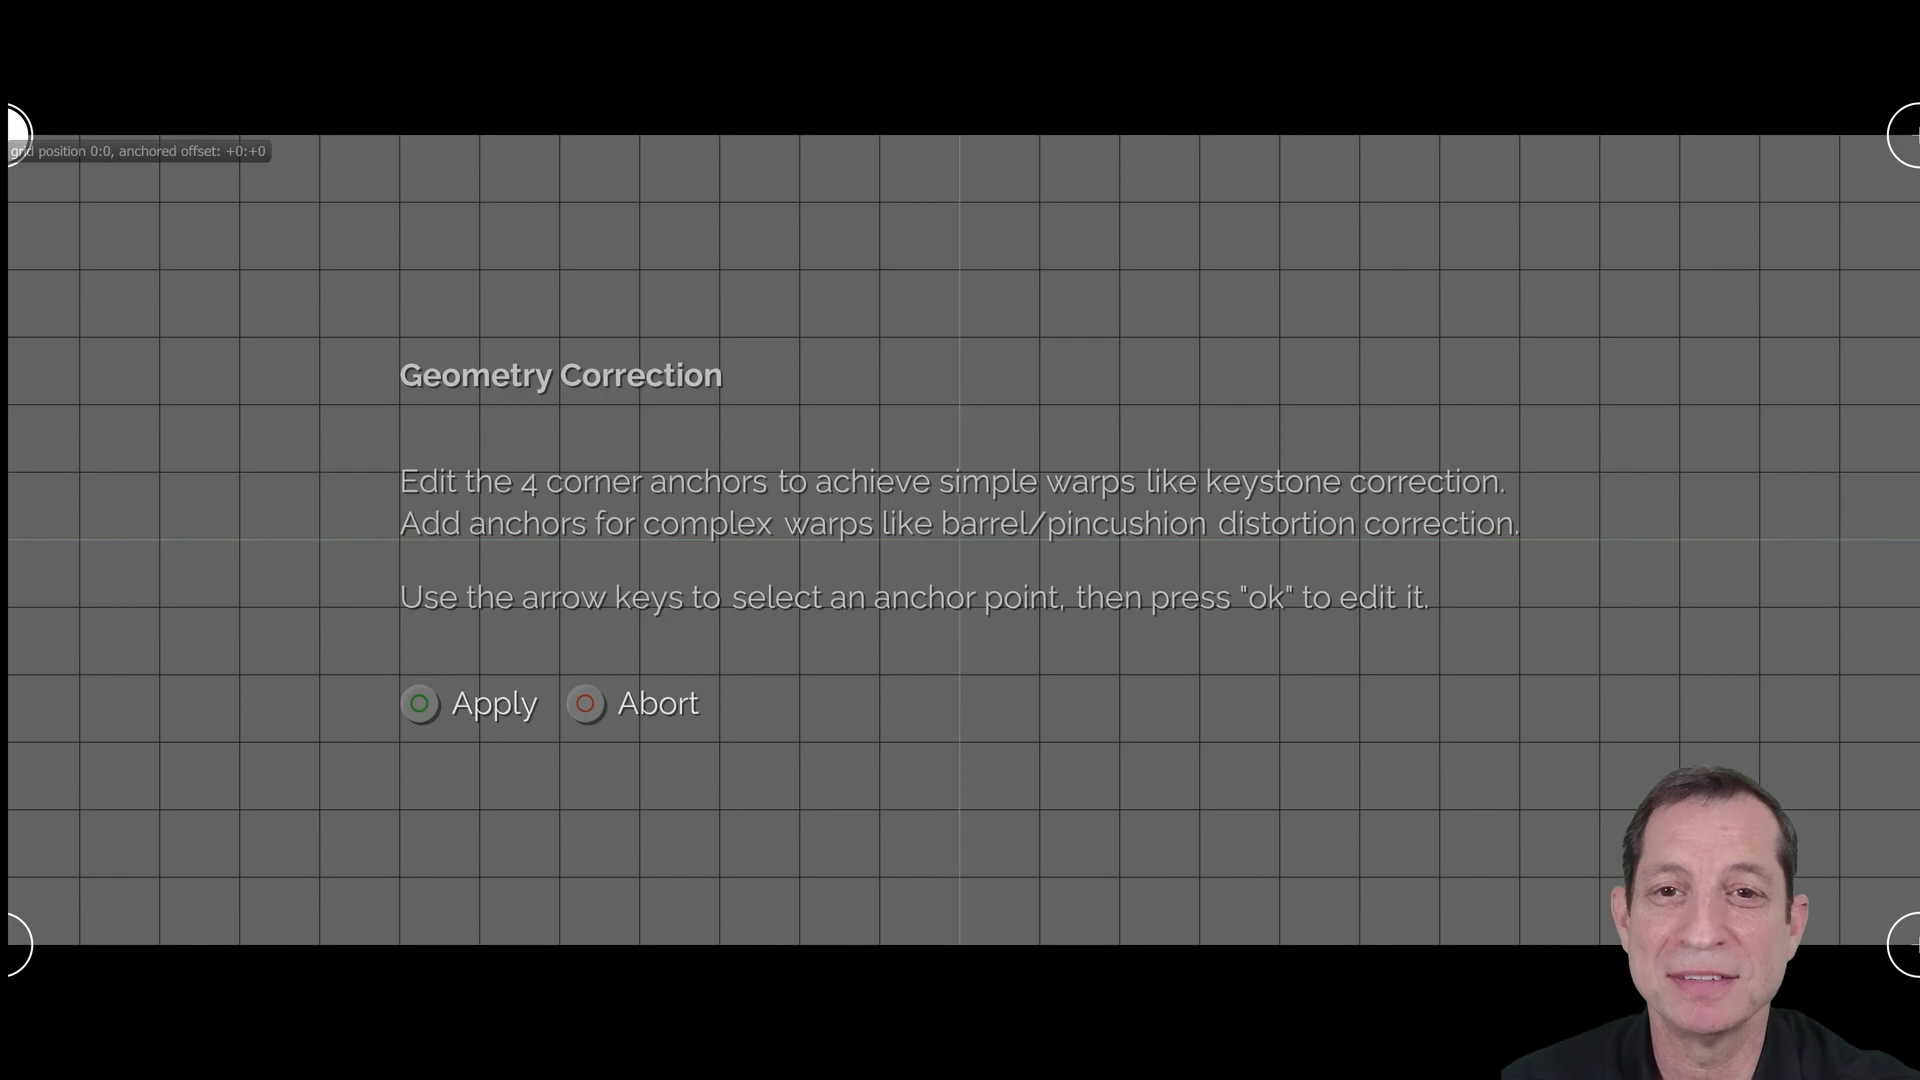 grid position 0:0, anchored offset: +0:+0
Geometry Correction
Edit the 4 corner anchors to achieve simple warps like keystone correction.
Add anchors for complex warps like barrel/pincushion distortion correction.
Use the arrow keys to select an anchor point, then press "ok" to edit it.
Apply Abort